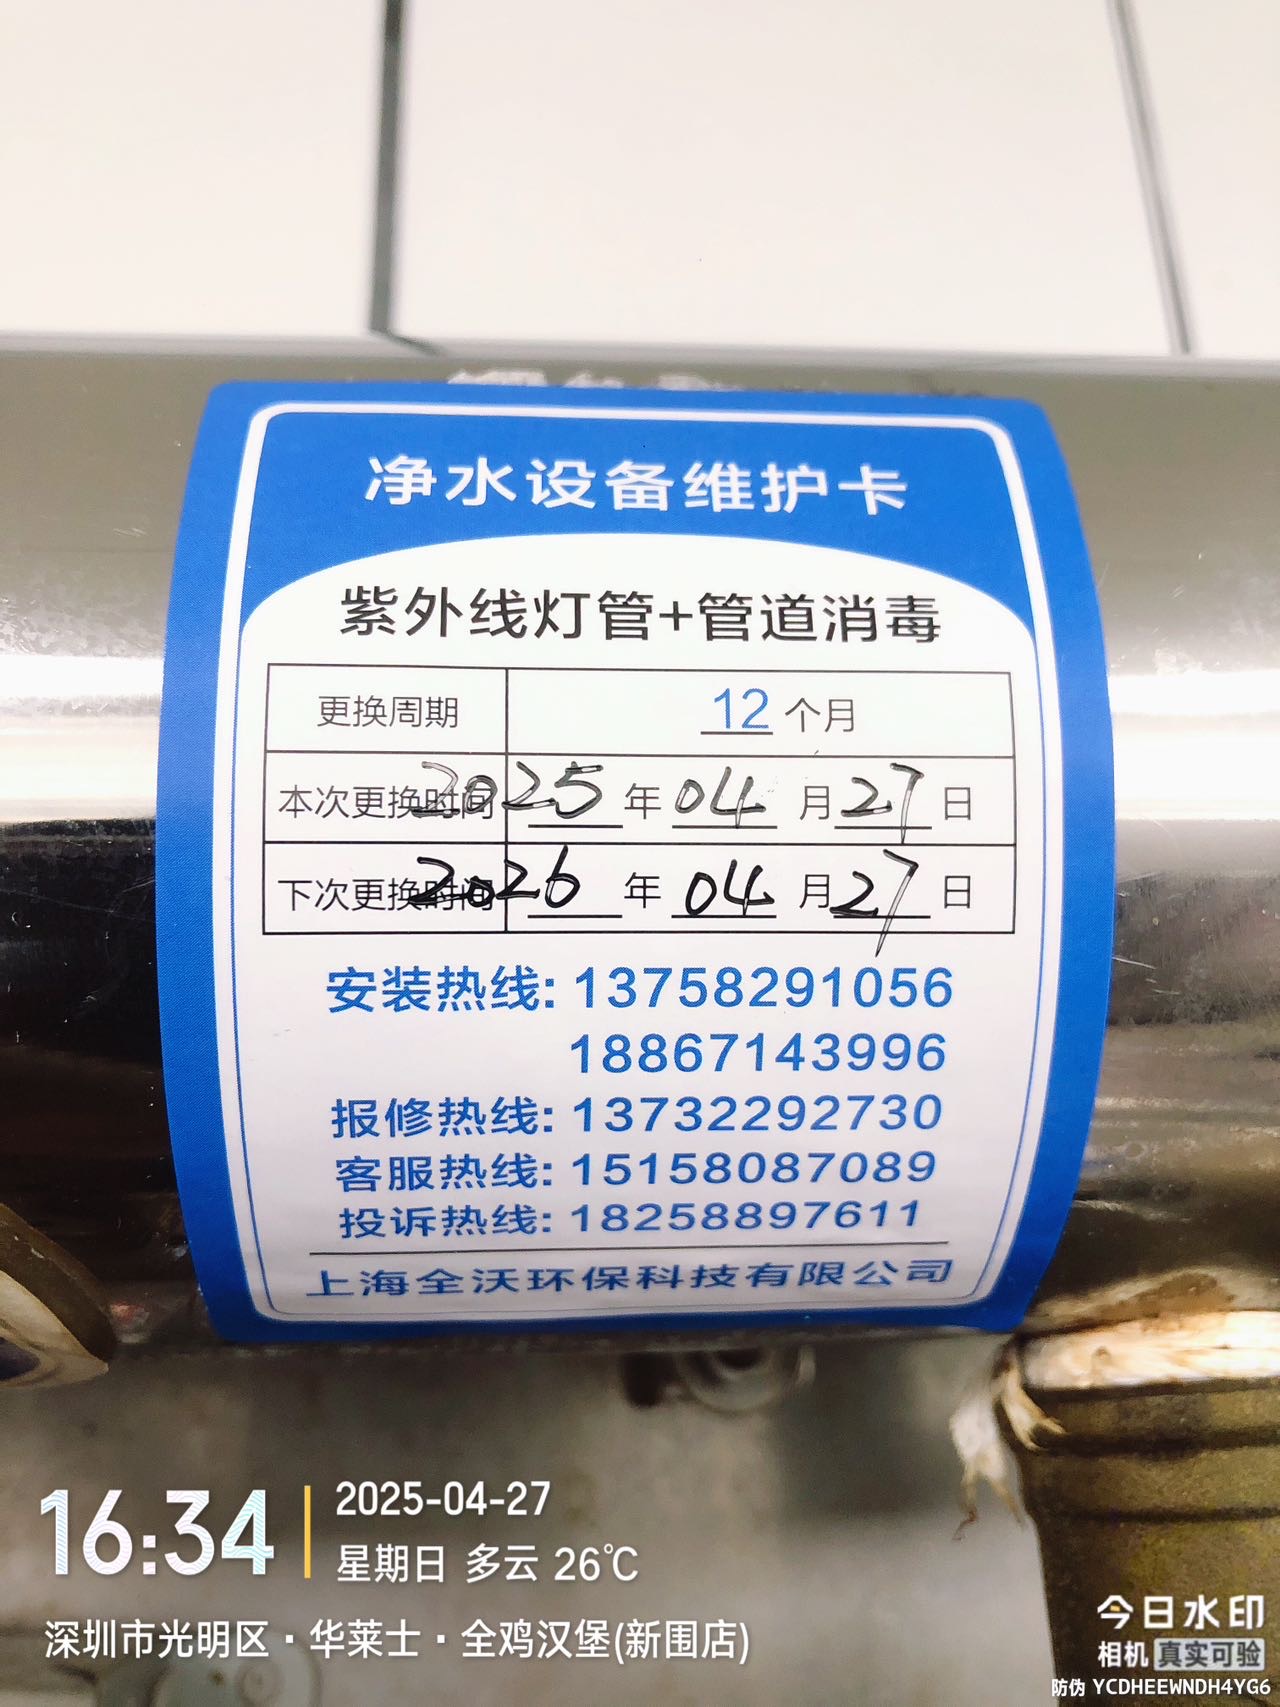 净水设备维护卡
紫外线灯管+管道消毒
更换周期 12 个月
本次更换时间 2025 年 04 月 27 日
下次更换时间 2026 年 04 月 27 日
安装热线: 13758291056
18867143996
报修热线: 13732292730
客服热线: 15158087089
投诉热线: 18258897611
上海全沃环保科技有限公司
16:34
2025-04-27
星期日 多云 26℃
深圳市光明区·华莱士·全鸡汉堡(新围店)
今日水印
相机 真实可验
防伪 YCDHEEWNDH4YG6